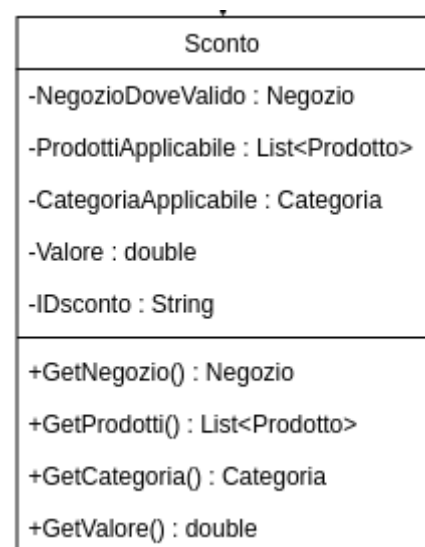 Sconto
-NegozioDoveValido : Negozio
-ProdottiApplicabile : List<Prodotto>
-CategoriaApplicabile : Categoria
-Valore : double
-IDsconto : String
+GetNegozio() : Negozio
+GetProdotti() : List<Prodotto>
+GetCategoria() : Categoria
+GetValore() : double